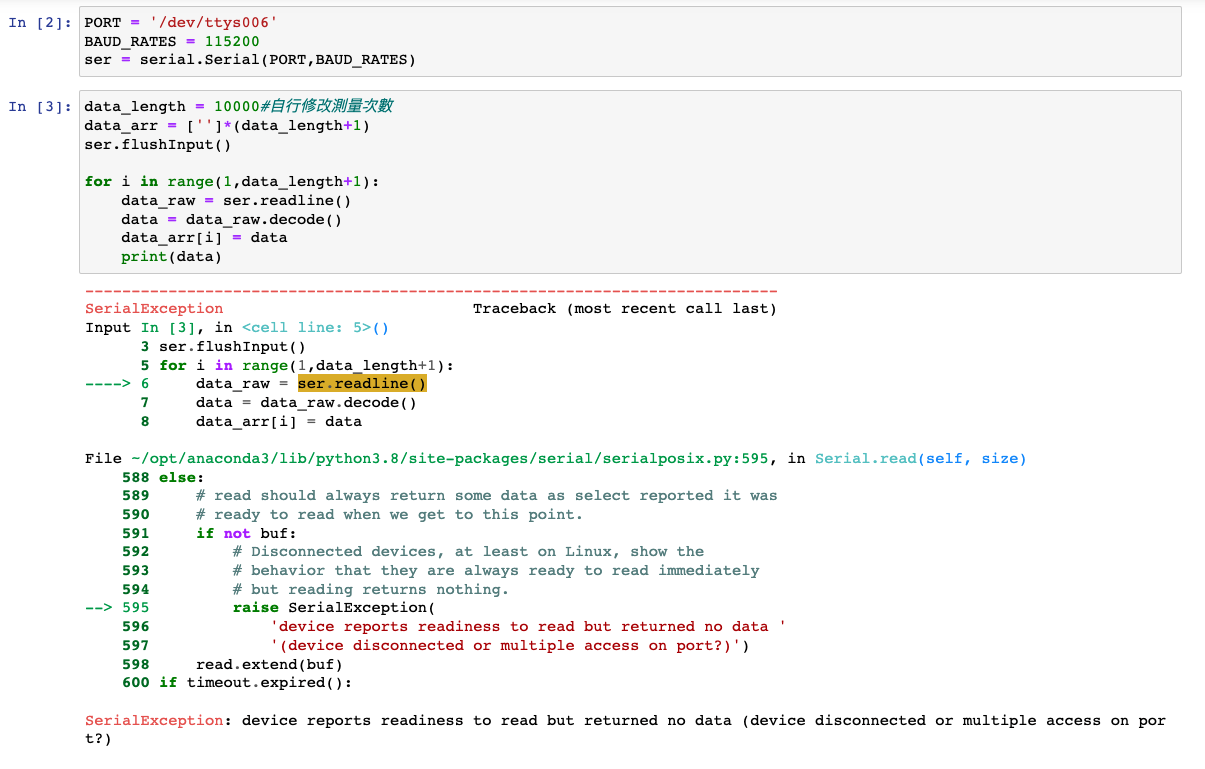 In [2]: PORT = '/dev/ttys006'
BAUD_RATES = 115200
ser = serial.Serial(PORT,BAUD_RATES)
In [3]: data_length = 10000#自行修改測量次數
data_arr = ['']*(data_length+1)
ser.flushInput()
for i in range(1,data_length+1):
    data_raw = ser.readline()
    data = data_raw.decode()
    data_arr[i] = data
    print(data)
---------------------------------------------------------------------------
SerialException                           Traceback (most recent call last)
Input In [3], in <cell line: 5>()
      3 ser.flushInput()
      5 for i in range(1,data_length+1):
----> 6     data_raw = ser.readline()
      7     data = data_raw.decode()
      8     data_arr[i] = data
File ~/opt/anaconda3/lib/python3.8/site-packages/serial/serialposix.py:595, in Serial.read(self, size)
    588 else:
    589     # read should always return some data as select reported it was
    590     # ready to read when we get to this point.
    591     if not buf:
    592         # Disconnected devices, at least on Linux, show the
    593         # behavior that they are always ready to read immediately
    594         # but reading returns nothing.
--> 595         raise SerialException(
    596             'device reports readiness to read but returned no data '
    597             '(device disconnected or multiple access on port?)')
    598     read.extend(buf)
    600 if timeout.expired():
SerialException: device reports readiness to read but returned no data (device disconnected or multiple access on por
t?)